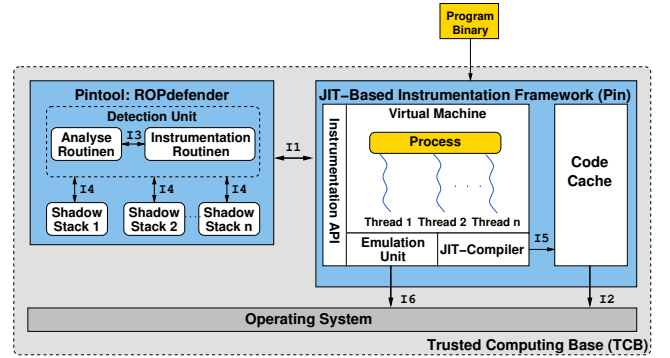 Program
Binary
Pintool: ROPdefender
Detection Unit
Analyse
Routinen
I3
Instrumentation
Routinen
I4
I4
I4
Shadow
Stack 1
Shadow
Stack 2
Shadow
Stack n
I1
JIT-Based Instrumentation Framework (Pin)
Instrumentation API
Virtual Machine
Process
Thread 1
Thread 2
Thread n
Emulation
Unit
JIT-Compiler
I5
Code
Cache
I6
I2
Operating System
Trusted Computing Base (TCB)